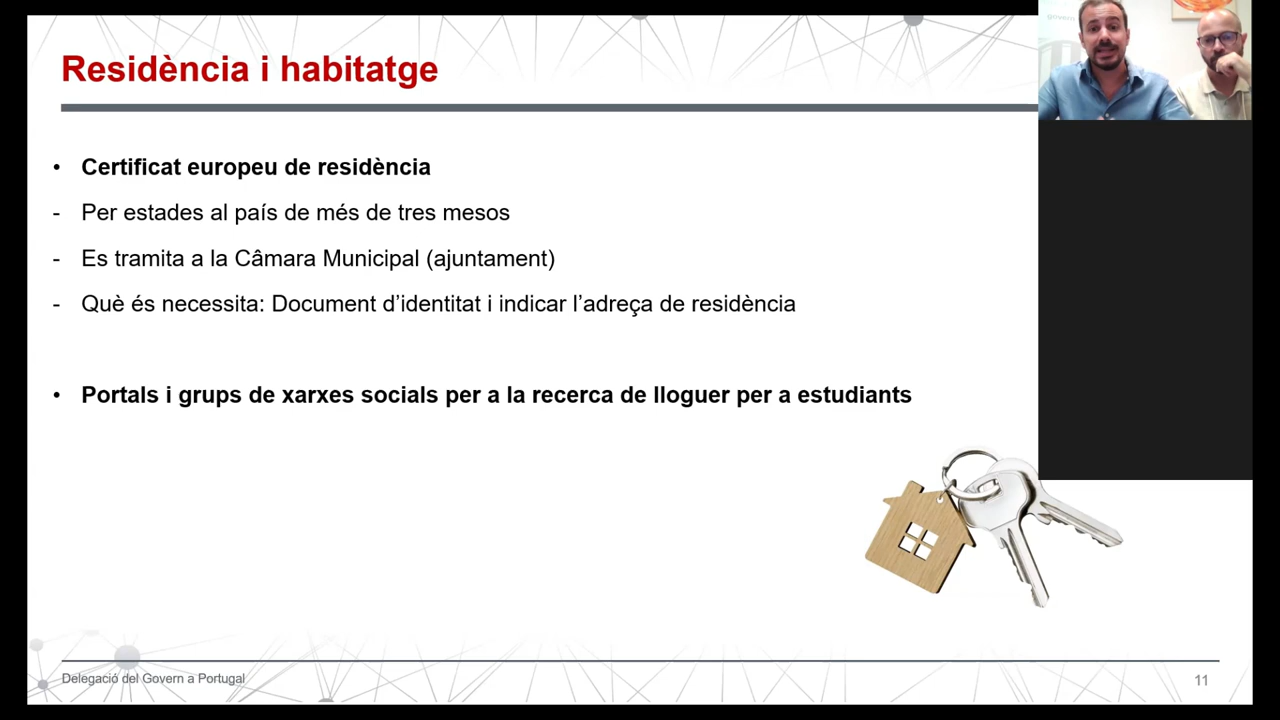 Residència i habitatge
• Certificat europeu de residència
- Per estades al país de més de tres mesos
- Es tramita a la Câmara Municipal (ajuntament)
- Què és necessita: Document d’identitat i indicar l’adreça de residència
• Portals i grups de xarxes socials per a la recerca de lloguer per a estudiants
Delegació del Govern a Portugal
11
govern